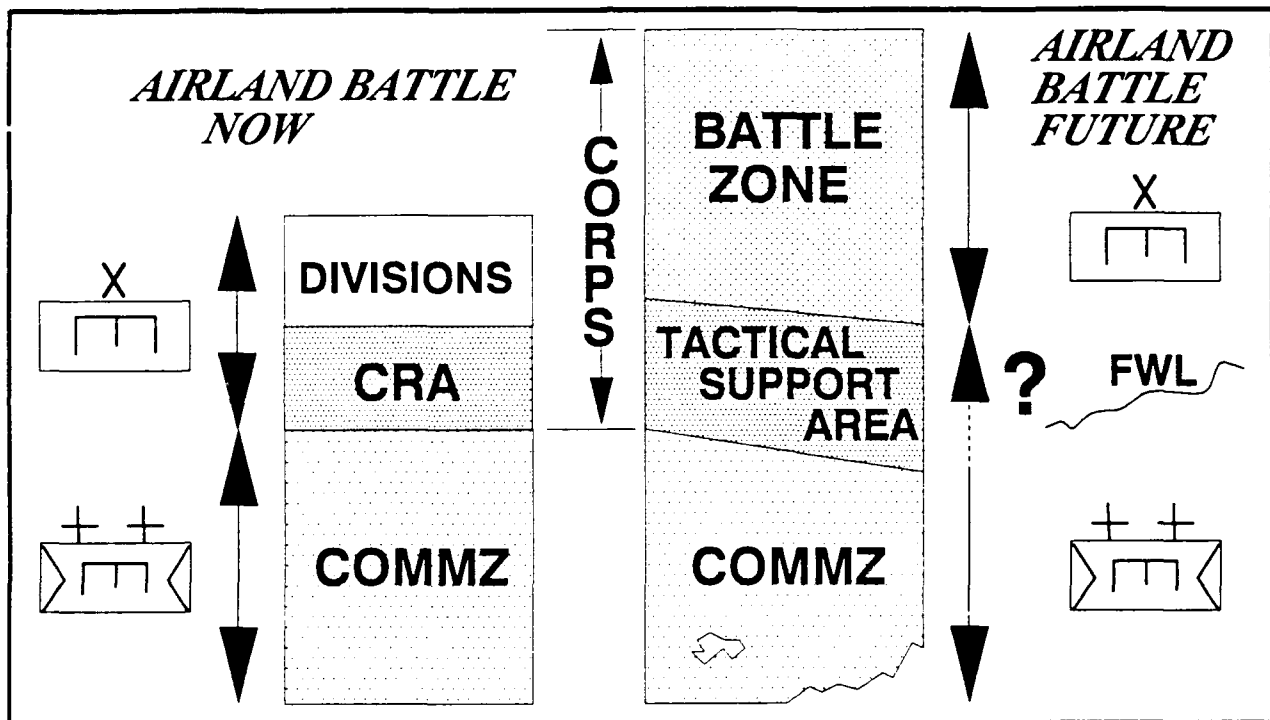 AIRLAND BATTLE
NOW
X
DIVISIONS
CRA
COMMZ
CORPS
BATTLE
ZONE
TACTICAL
SUPPORT
AREA
COMMZ
AIRLAND
BATTLE
FUTURE
X
?
FWL